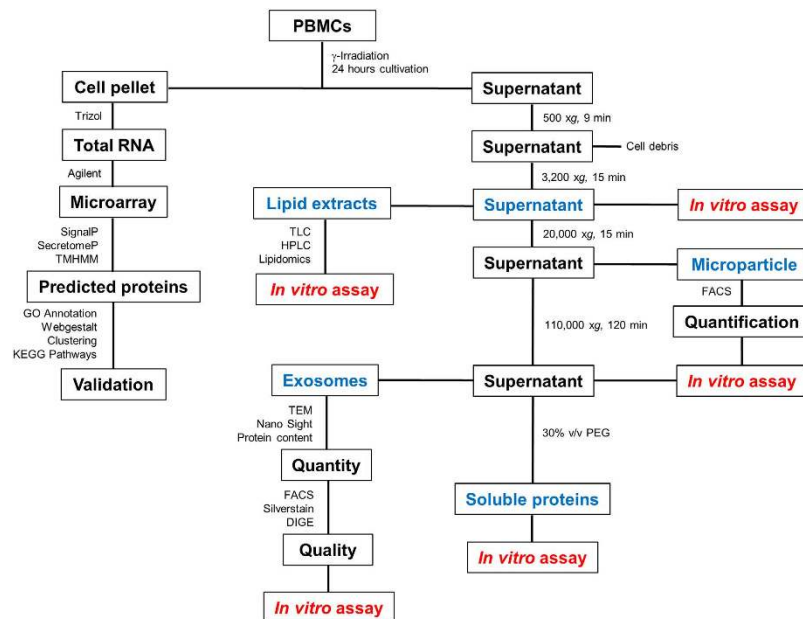 PBMCs
γ-Irradiation
24 hours cultivation
Cell pellet
Supernatant
Trizol
500 xg, 9 min
Total RNA
Supernatant
Cell debris
Agilent
3,200 xg, 15 min
Microarray
Lipid extracts
Supernatant
In vitro assay
SignalP
SecretomeP
TMHMM
TLC
HPLC
Lipidomics
20,000 xg, 15 min
Supernatant
Microparticle
Predicted proteins
In vitro assay
FACS
GO Annotation
Webgestalt
Clustering
KEGG Pathways
110,000 xg, 120 min
Quantification
Validation
Exosomes
Supernatant
In vitro assay
TEM
Nano Sight
Protein content
30% v/v PEG
Quantity
FACS
Silverstain
DIGE
Soluble proteins
Quality
In vitro assay
In vitro assay